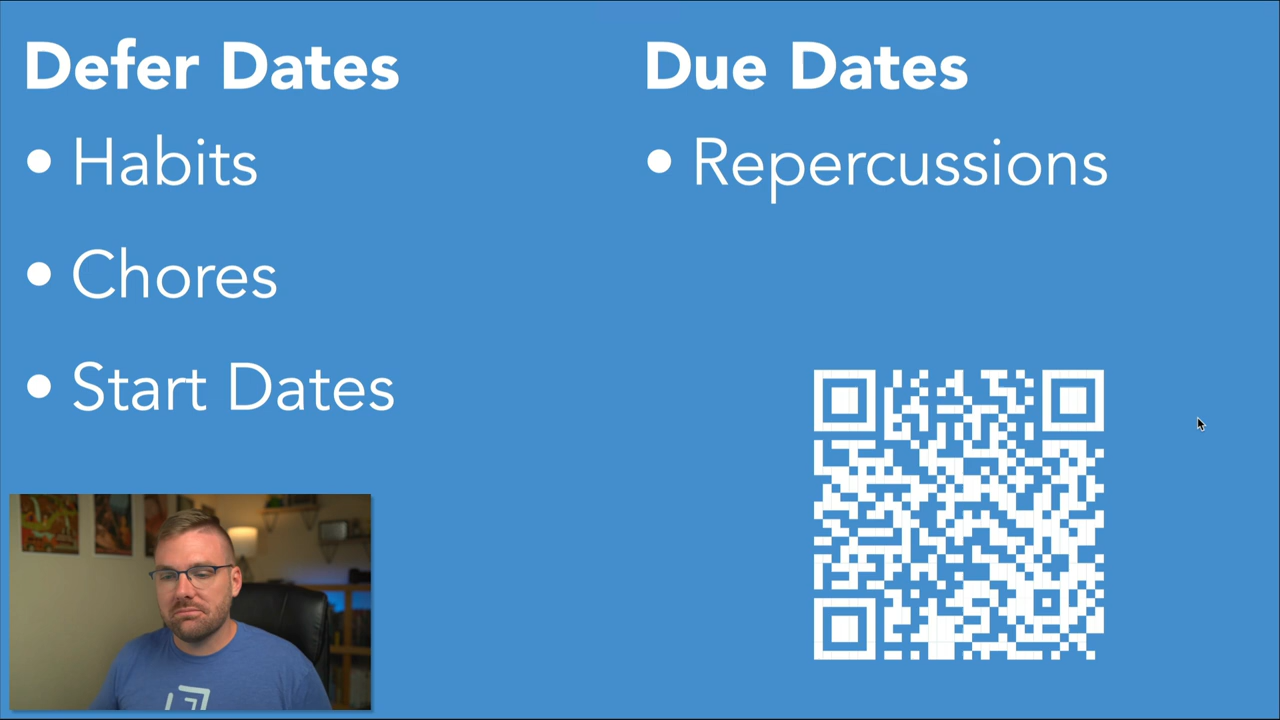 Defer Dates
• Habits
• Chores
• Start Dates
Due Dates
• Repercussions